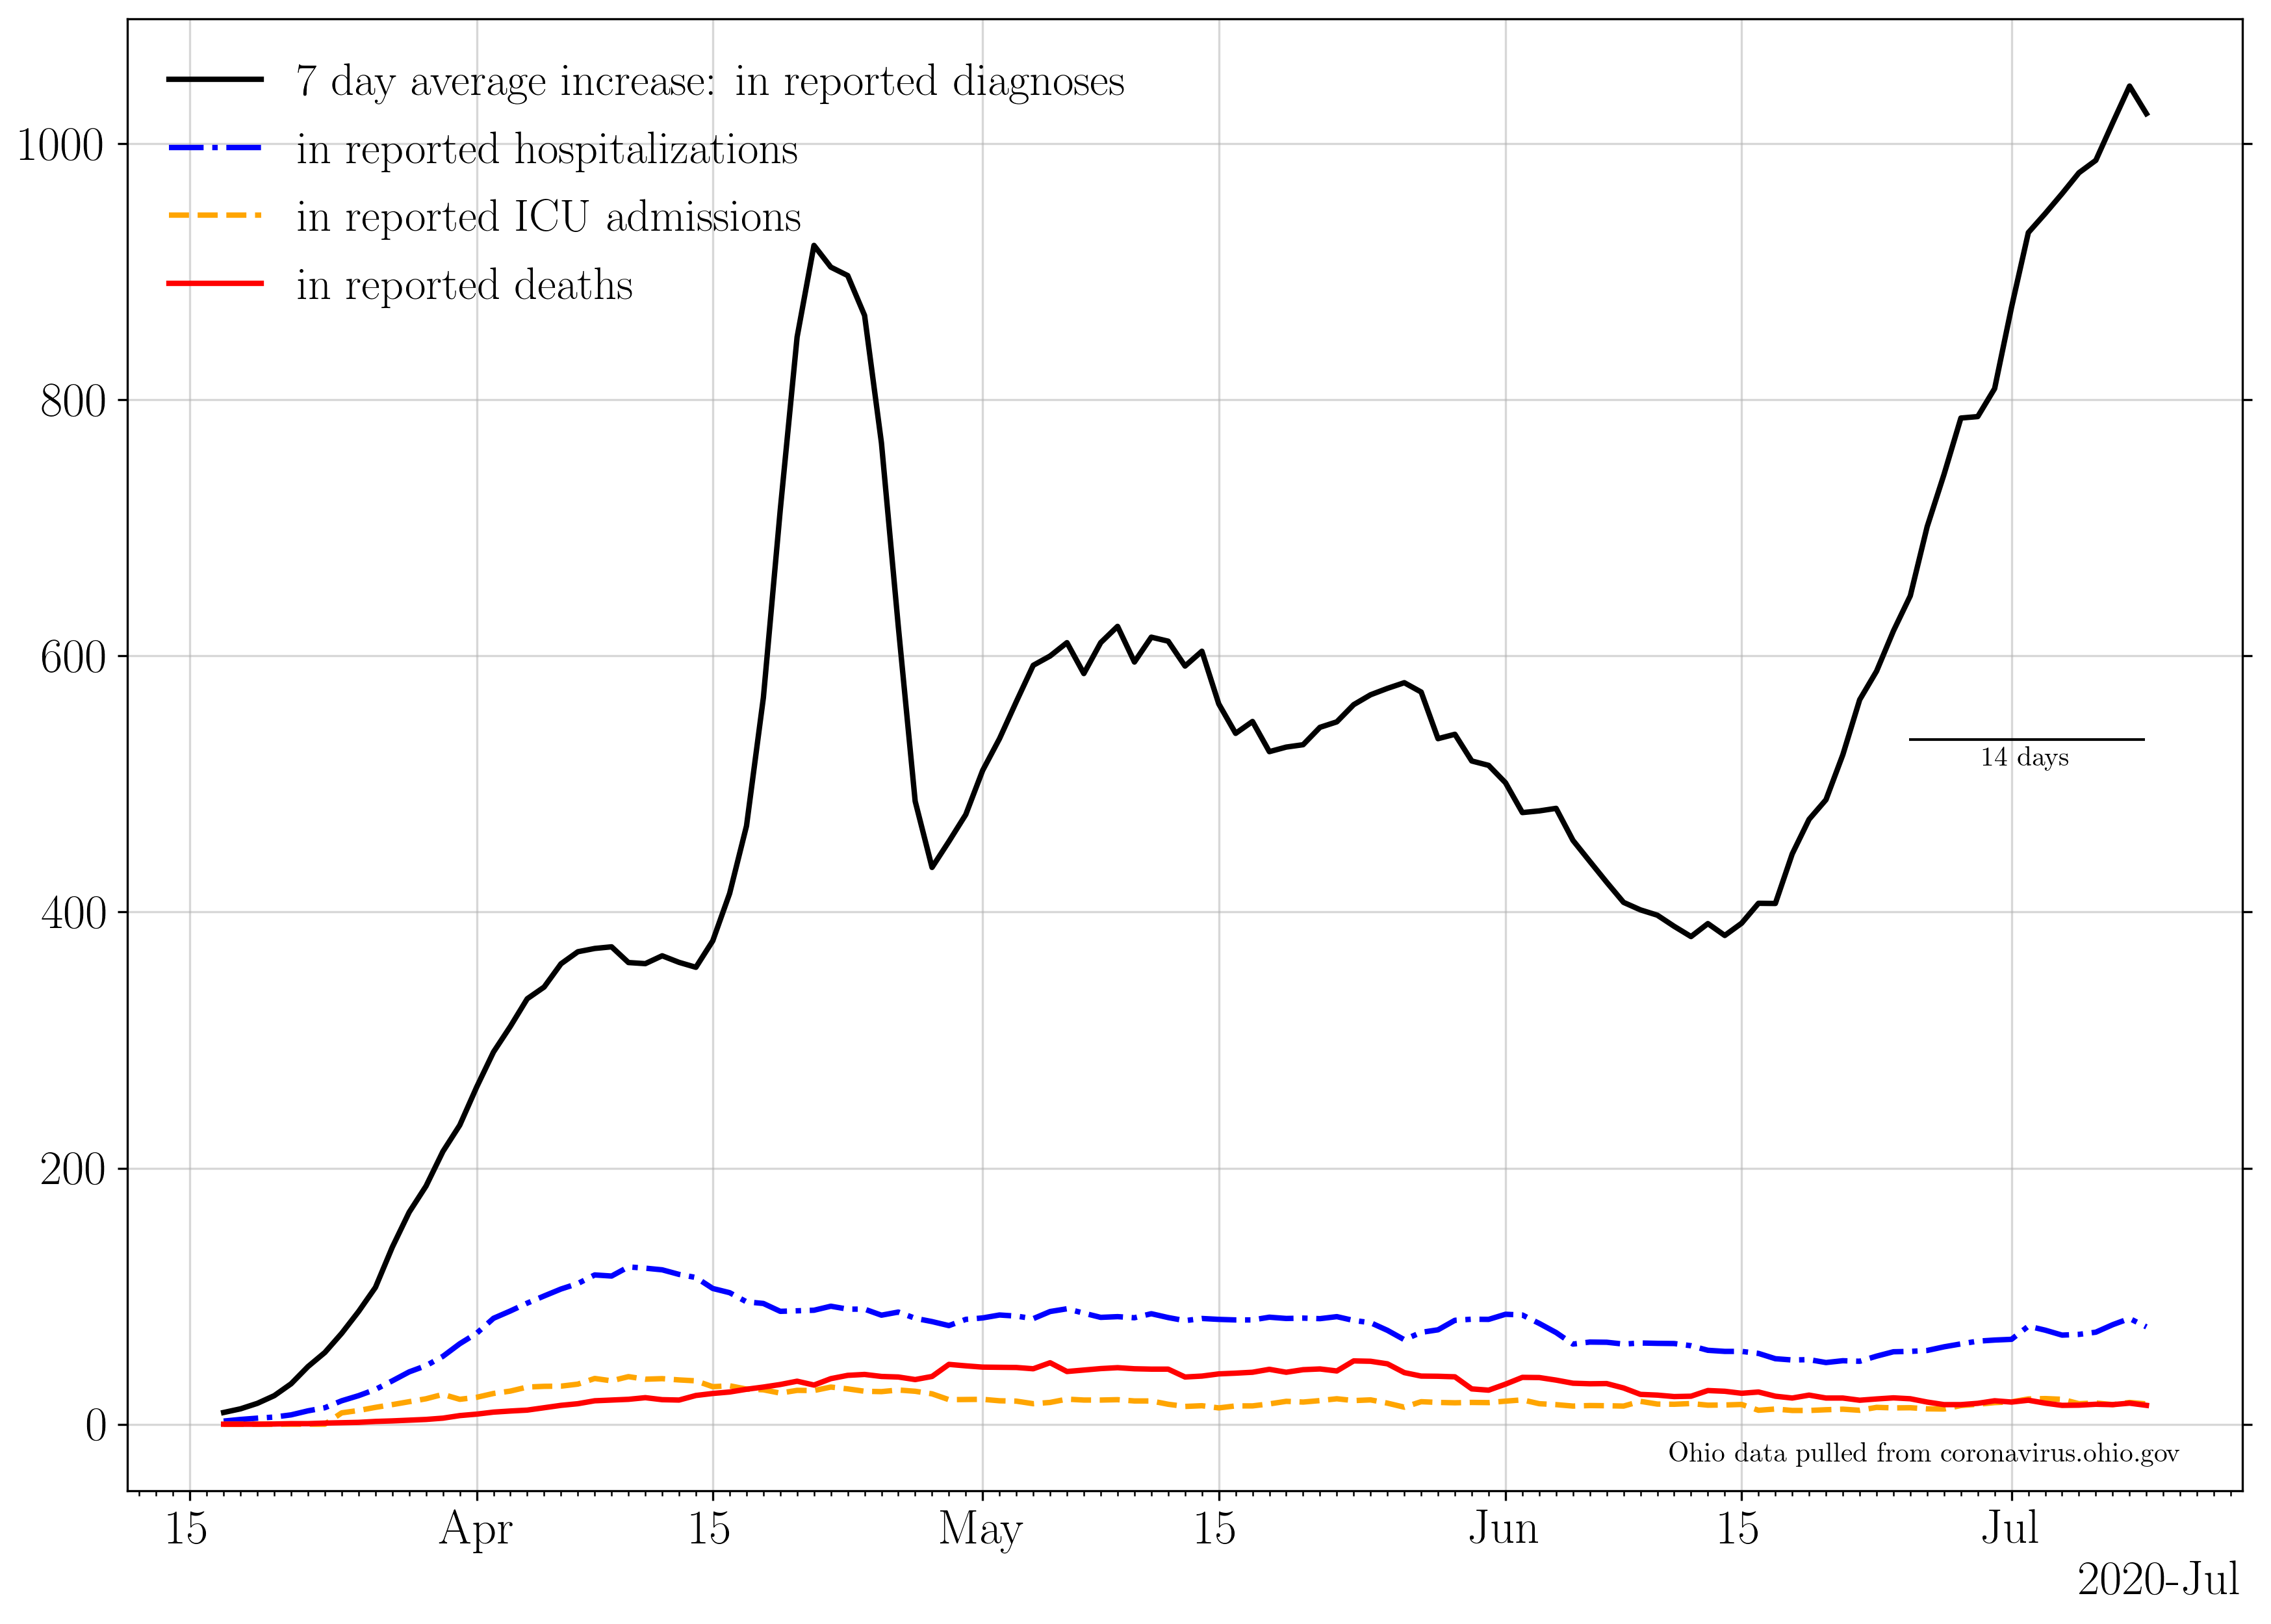 7 day average increase: in reported diagnoses
in reported hospitalizations
in reported ICU admissions
in reported deaths
1000
800
600
400
200
0
14 days
Ohio data pulled from coronavirus.ohio.gov
15 Apr 15 May 15 Jun 15 Jul
2020-Jul